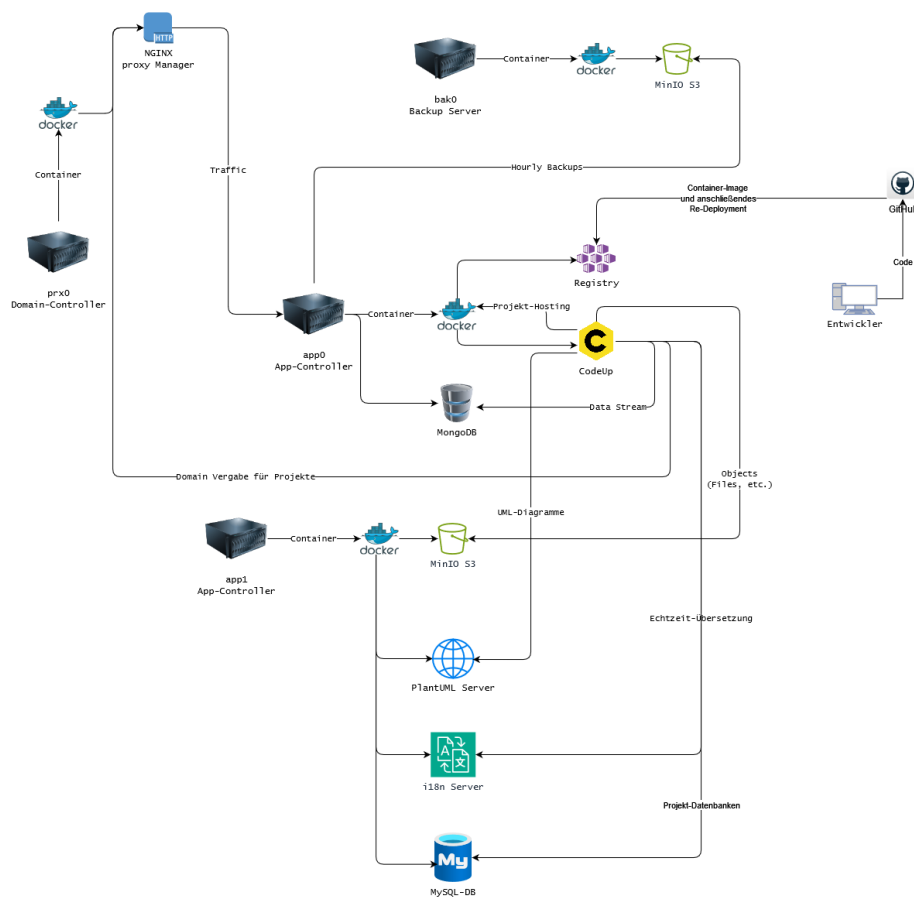 HTTP
NGINX
proxy Manager
Container
docker
MinIO S3
bak0
Backup Server
docker
Container
Traffic
Hourly Backups
Container-Image
und anschließendes
Re-Deployment
GitHub
prx0
Domain-Controller
Registry
Code
Entwickler
Container
docker
Projekt-Hosting
C
CodeUp
app0
App-Controller
MongoDB
Data Stream
Domain Vergabe für Projekte
Objects
(Files, etc.)
UML-Diagramme
Container
docker
MinIO S3
app1
App-Controller
Echtzeit-Übersetzung
PlantUML Server
A
文
i18n Server
Projekt-Datenbanken
My
MySQL-DB